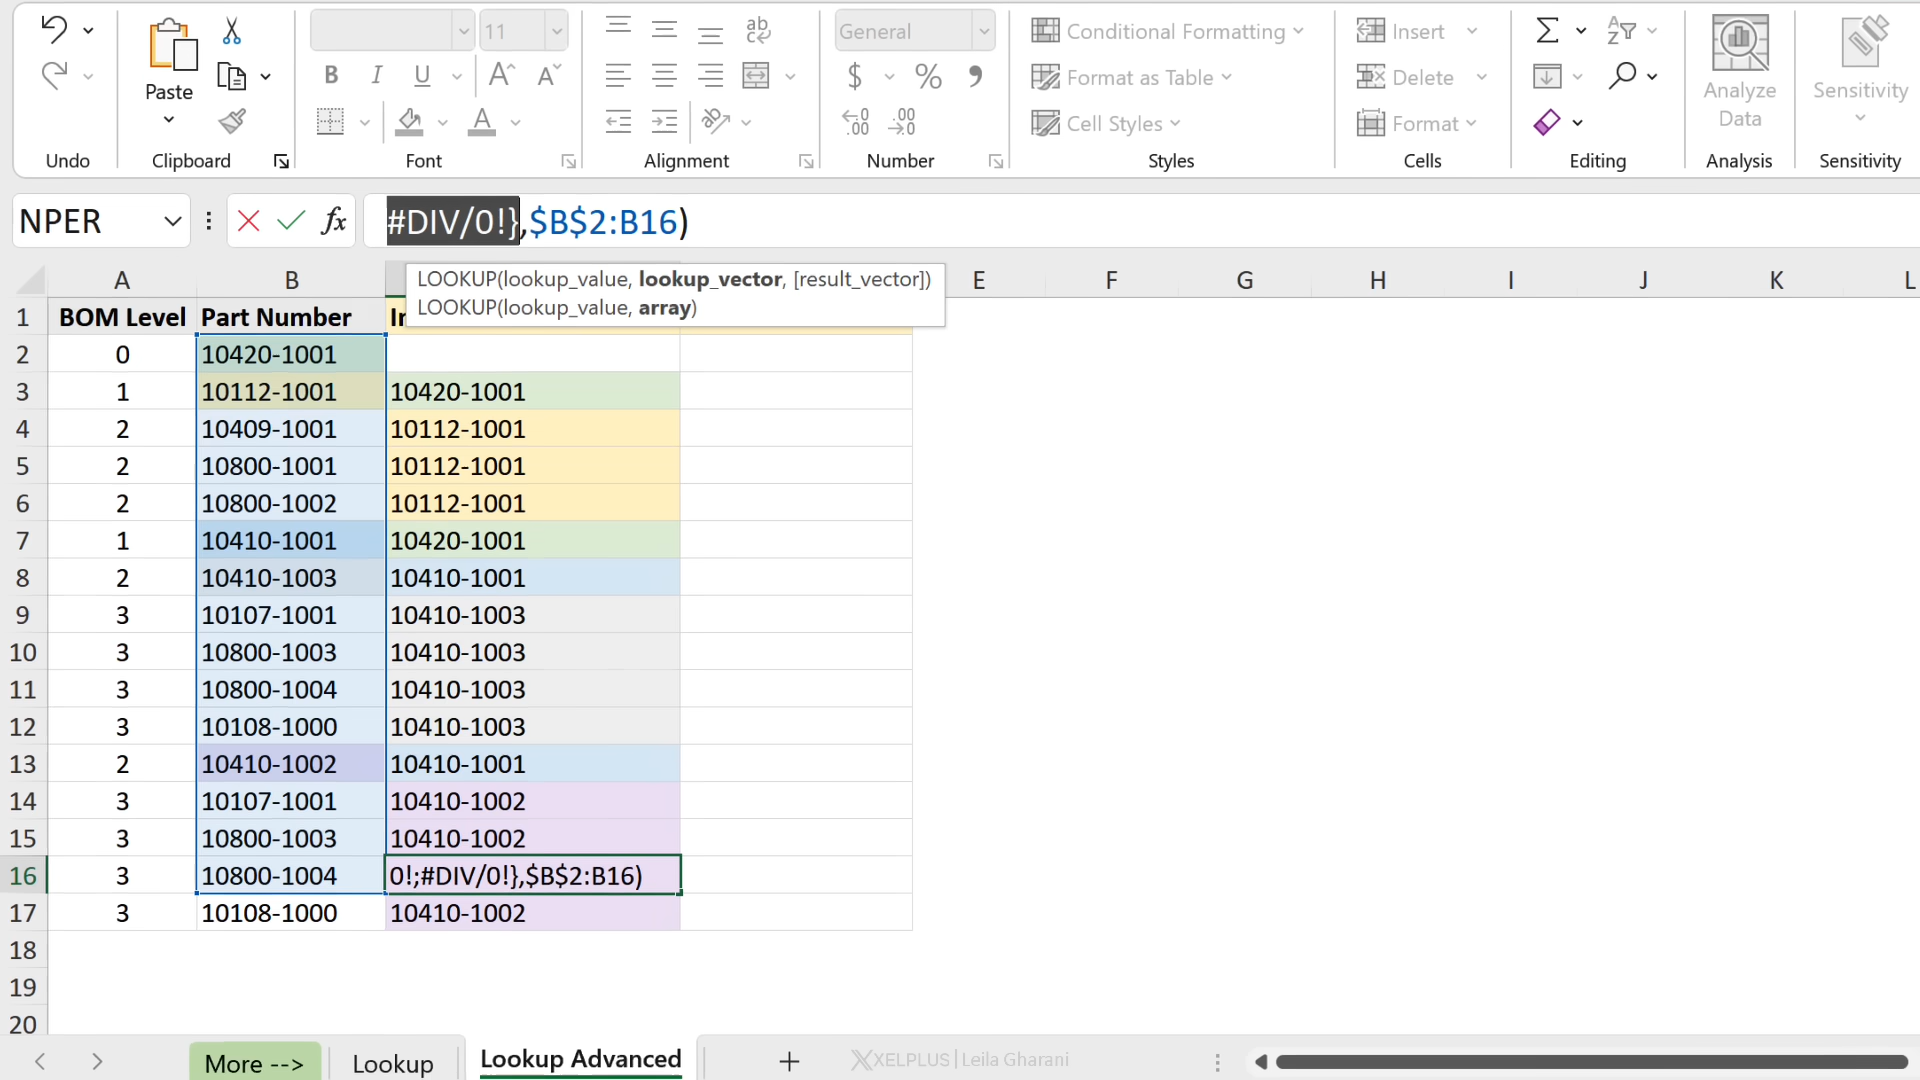 11
General
Conditional Formatting
Insert
Paste
B I U
$ % 9
Format as Table
Delete
Cell Styles
Format
Analyze Data
Sensitivity
Undo
Clipboard
Font
Alignment
Number
Styles
Cells
Editing
Analysis
Sensitivity
NPER
fx
#DIV/0!},$B$2:B16)
LOOKUP(lookup_value, lookup_vector, [result_vector])
LOOKUP(lookup_value, array)
A B E F G H I J K L
1 BOM Level Part Number
2 0 10420-1001
3 1 10112-1001 10420-1001
4 2 10409-1001 10112-1001
5 2 10800-1001 10112-1001
6 2 10800-1002 10112-1001
7 1 10410-1001 10420-1001
8 2 10410-1003 10410-1001
9 3 10107-1001 10410-1003
10 3 10800-1003 10410-1003
11 3 10800-1004 10410-1003
12 3 10108-1000 10410-1003
13 2 10410-1002 10410-1001
14 3 10107-1001 10410-1002
15 3 10800-1003 10410-1002
16 3 10800-1004 0!;#DIV/0!},$B$2:B16)
17 3 10108-1000 10410-1002
18
19
20
More --> Lookup Lookup Advanced + XELPLUS | Leila Gharani